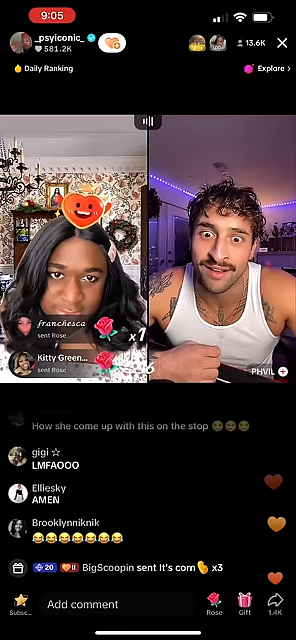 9:05
_psyiconic_
581.2K
13.6K
Daily Ranking
Explore >
franchesca
sent Rose
x1
Kitty Green...
sent Rose
PHVIL
How she come up with this on the stop 😂😂😂
gigi ☆
LMFAOOO
Elliesky
AMEN
Brooklynniknik
😂😂😂😂😂😂😂
20 II BigScoopin sent It's corn x3
Subsc...
Add comment
Rose
Gift
1.4K